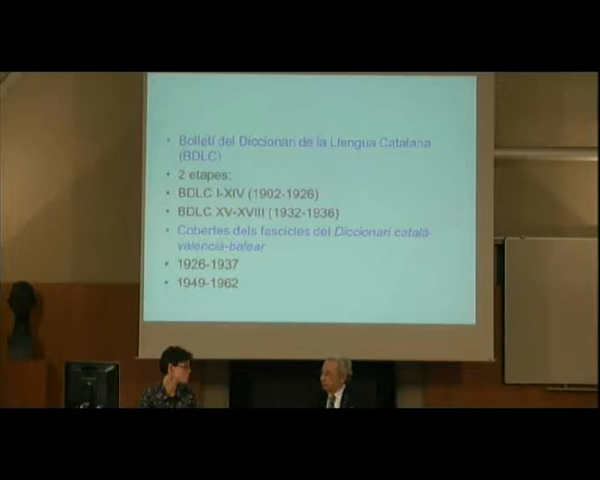 • Bolletí del Diccionari de la Llengua Catalana
(BDLC)
• 2 etapes:
• BDLC I-XIV (1902-1926)
• BDLC XV-XVIII (1932-1936)
• Cobertes dels fascicles del Diccionari català-
valencià-balear
• 1926-1937
• 1949-1962